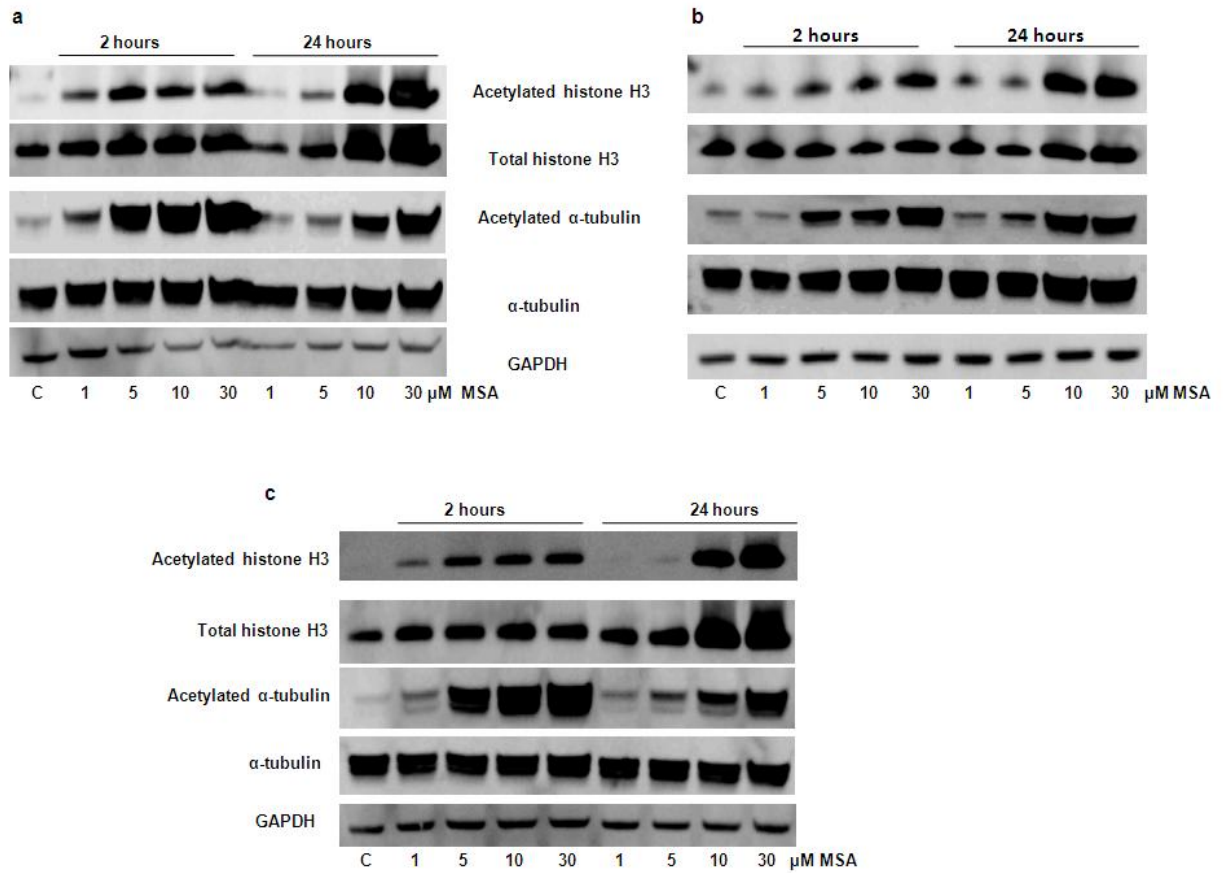 a
2 hours 24 hours
Acetylated histone H3
Total histone H3
Acetylated α-tubulin
α-tubulin
GAPDH
C 1 5 10 30 1 5 10 30 µM MSA
b
2 hours 24 hours
C 1 5 10 30 1 5 10 30 µM MSA
c
2 hours 24 hours
Acetylated histone H3
Total histone H3
Acetylated α-tubulin
α-tubulin
GAPDH
C 1 5 10 30 1 5 10 30 µM MSA